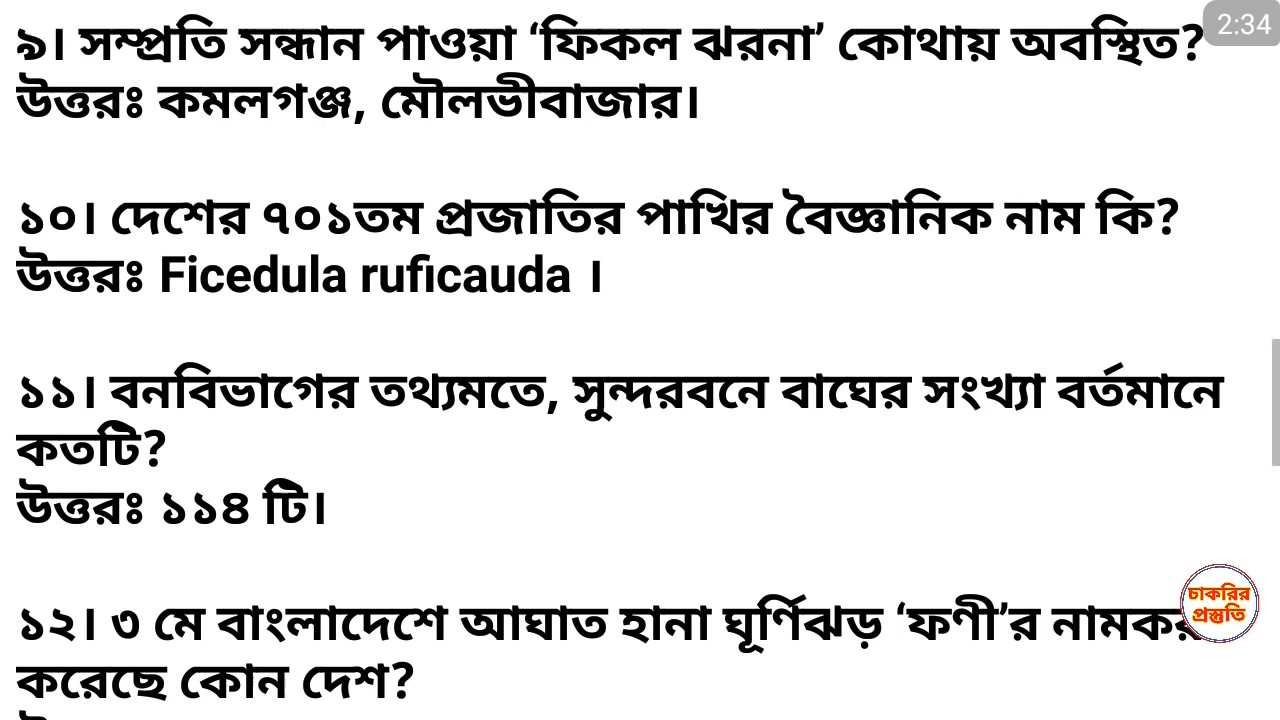 ৯। সম্প্রতি সন্ধান পাওয়া ‘ফিকল ঝরনা’ কোথায় অবস্থিত?
2:34
উত্তরঃ কমলগঞ্জ, মৌলভীবাজার।
১০। দেশের ৭০১তম প্রজাতির পাখির বৈজ্ঞানিক নাম কি?
উত্তরঃ Ficedula ruficauda ।
১১। বনবিভাগের তথ্যমতে, সুন্দরবনে বাঘের সংখ্যা বর্তমানে
কতটি?
উত্তরঃ ১১৪ টি।
১২। ৩ মে বাংলাদেশে আঘাত হানা ঘূর্ণিঝড় ‘ফণী’র নামকর
করেছে কোন দেশ?
চাকরির
প্রস্তুতি